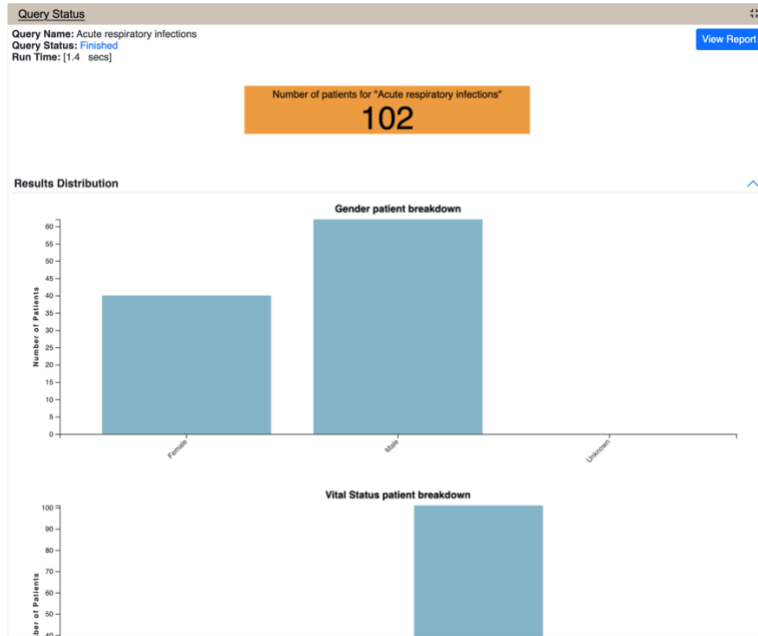 Query Status
Query Name: Acute respiratory infections
Query Status: Finished
Run Time: [1.4 secs]
View Report
Number of patients for "Acute respiratory infections"
102
Results Distribution
Gender patient breakdown
Number of Patients
60
55
50
45
40
35
30
25
20
15
10
5
0
Female
Male
Unknown
Vital Status patient breakdown
of Patients
100
90
80
70
60
50
40